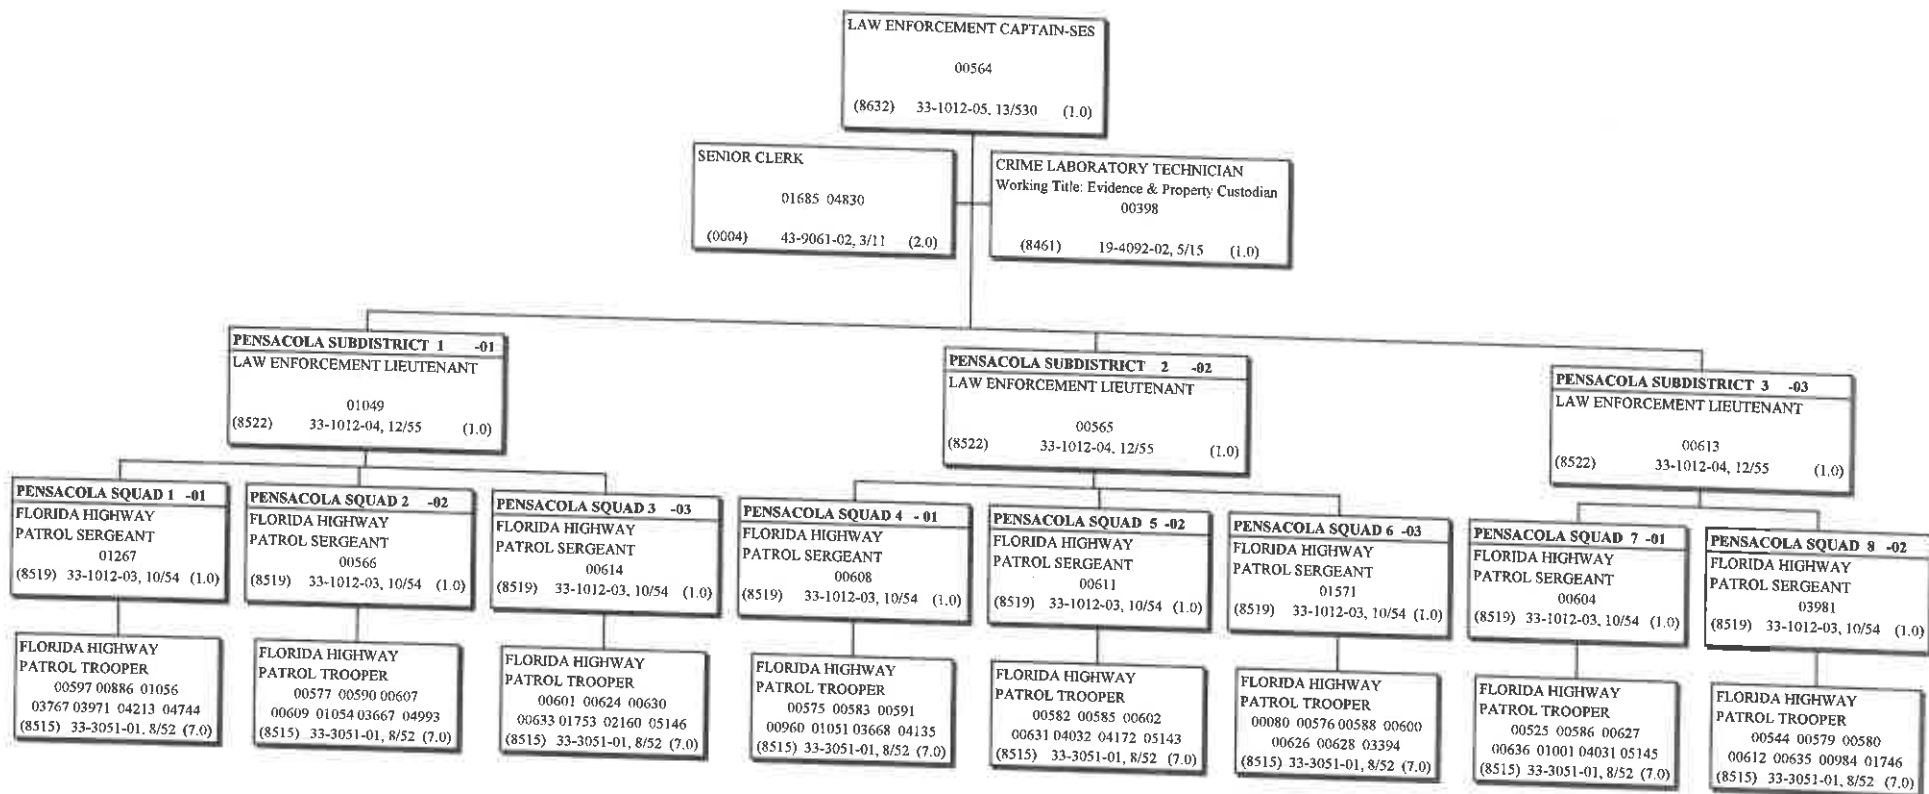 LAW ENFORCEMENT CAPTAIN-SES
00564
(8632) 33-1012-05, 13/530 (1.0)
SENIOR CLERK
01685 04830
(0004) 43-9061-02, 3/11 (2.0)
CRIME LABORATORY TECHNICIAN
Working Title: Evidence & Property Custodian
00398
(8461) 19-4092-02, 5/15 (1.0)
PENSACOLA SUBDISTRICT 1 -01
LAW ENFORCEMENT LIEUTENANT
01049
(8522) 33-1012-04, 12/55 (1.0)
PENSACOLA SUBDISTRICT 2 -02
LAW ENFORCEMENT LIEUTENANT
00565
(8522) 33-1012-04, 12/55 (1.0)
PENSACOLA SUBDISTRICT 3 -03
LAW ENFORCEMENT LIEUTENANT
00613
(8522) 33-1012-04, 12/55 (1.0)
PENSACOLA SQUAD 1 -01
FLORIDA HIGHWAY
PATROL SERGEANT
01267
(8519) 33-1012-03, 10/54 (1.0)
PENSACOLA SQUAD 2 -02
FLORIDA HIGHWAY
PATROL SERGEANT
00566
(8519) 33-1012-03, 10/54 (1.0)
PENSACOLA SQUAD 3 -03
FLORIDA HIGHWAY
PATROL SERGEANT
00614
(8519) 33-1012-03, 10/54 (1.0)
PENSACOLA SQUAD 4 - 01
FLORIDA HIGHWAY
PATROL SERGEANT
00608
(8519) 33-1012-03, 10/54 (1.0)
PENSACOLA SQUAD 5 -02
FLORIDA HIGHWAY
PATROL SERGEANT
00611
(8519) 33-1012-03, 10/54 (1.0)
PENSACOLA SQUAD 6 -03
FLORIDA HIGHWAY
PATROL SERGEANT
01571
(8519) 33-1012-03, 10/54 (1.0)
PENSACOLA SQUAD 7 -01
FLORIDA HIGHWAY
PATROL SERGEANT
00604
(8519) 33-1012-03, 10/54 (1.0)
PENSACOLA SQUAD 8 -02
FLORIDA HIGHWAY
PATROL SERGEANT
03981
(8519) 33-1012-03, 10/54 (1.0)
FLORIDA HIGHWAY
PATROL TROOPER
00597 00886 01056
03767 03971 04213 04744
(8515) 33-3051-01, 8/52 (7.0)
FLORIDA HIGHWAY
PATROL TROOPER
00577 00590 00607
00609 01054 03667 04993
(8515) 33-3051-01, 8/52 (7.0)
FLORIDA HIGHWAY
PATROL TROOPER
00601 00624 00630
00633 01753 02160 05146
(8515) 33-3051-01, 8/52 (7.0)
FLORIDA HIGHWAY
PATROL TROOPER
00575 00583 00591
00960 01051 03668 04135
(8515) 33-3051-01, 8/52 (7.0)
FLORIDA HIGHWAY
PATROL TROOPER
00582 00585 00602
00631 04032 04172 05143
(8515) 33-3051-01, 8/52 (7.0)
FLORIDA HIGHWAY
PATROL TROOPER
00080 00576 00588 00600
00626 00628 03394
(8515) 33-3051-01, 8/52 (7.0)
FLORIDA HIGHWAY
PATROL TROOPER
00525 00586 00627
00636 01001 04031 05145
(8515) 33-3051-01, 8/52 (7.0)
FLORIDA HIGHWAY
PATROL TROOPER
00544 00579 00580
00612 00635 00984 01746
(8515) 33-3051-01, 8/52 (7.0)